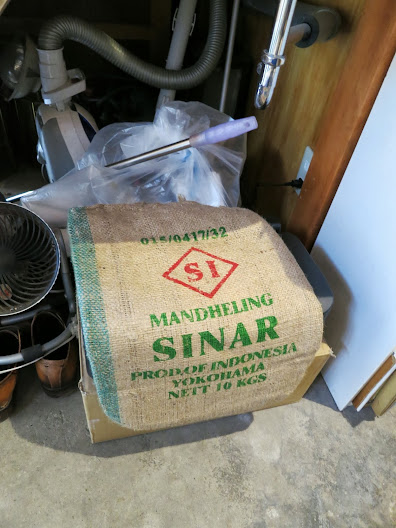 015/0417/32
SI
MANDHELING
SINAR
PROD.OF INDONESIA
YOKOHAMA
NETT 10 KGS